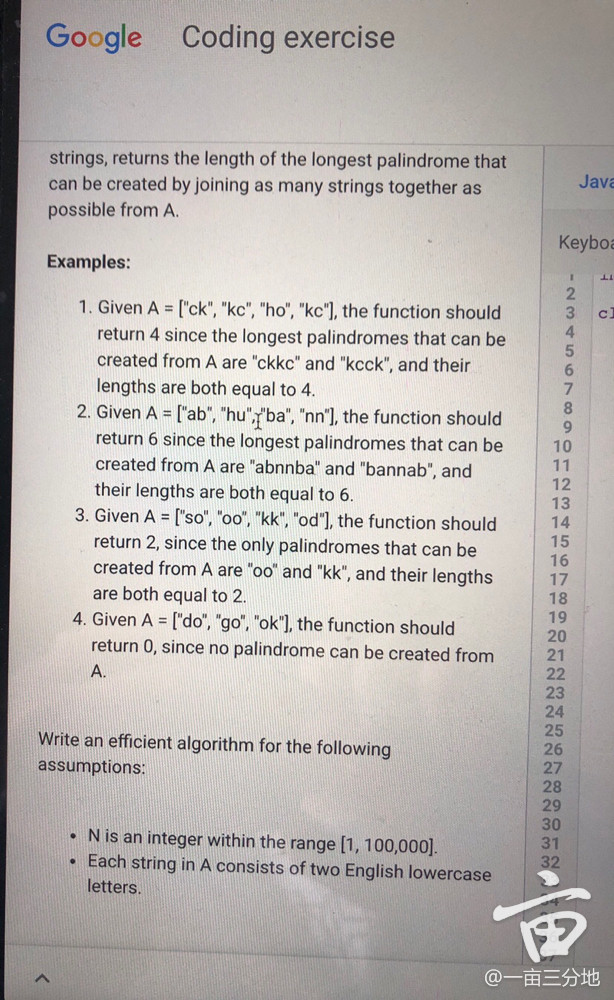 Google Coding exercise
strings, returns the length of the longest palindrome that
can be created by joining as many strings together as
possible from A.
Examples:
1. Given A = ["ck", "kc", "ho", "kc"], the function should
return 4 since the longest palindromes that can be
created from A are "ckkc" and "kcck", and their
lengths are both equal to 4.
2. Given A = ["ab", "hu", "ba", "nn"], the function should
return 6 since the longest palindromes that can be
created from A are "abnnba" and "bannab", and
their lengths are both equal to 6.
3. Given A = ["so", "oo", "kk", "od"], the function should
return 2, since the only palindromes that can be
created from A are "oo" and "kk", and their lengths
are both equal to 2.
4. Given A = ["do", "go", "ok"], the function should
return 0, since no palindrome can be created from
A.
Write an efficient algorithm for the following
assumptions:
• N is an integer within the range [1, 100,000].
• Each string in A consists of two English lowercase
letters.
Java
Keyboa
1
2
3 cl
4
5
6
7
8
9
10
11
12
13
14
15
16
17
18
19
20
21
22
23
24
25
26
27
28
29
30
31
32
34
亩
@一亩三分地